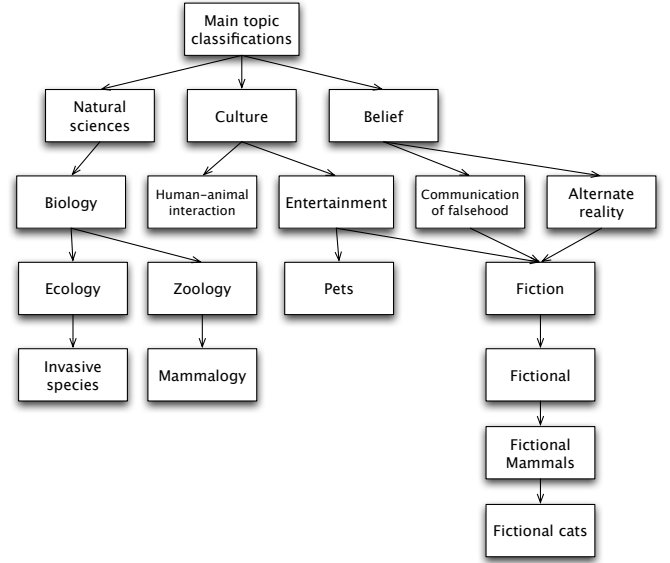 Main topic
classifications
Natural
sciences
Culture
Belief
Biology
Human-animal
interaction
Entertainment
Communication
of falsehood
Alternate
reality
Ecology
Zoology
Pets
Fiction
Invasive
species
Mammalogy
Fictional
Fictional
Mammals
Fictional cats